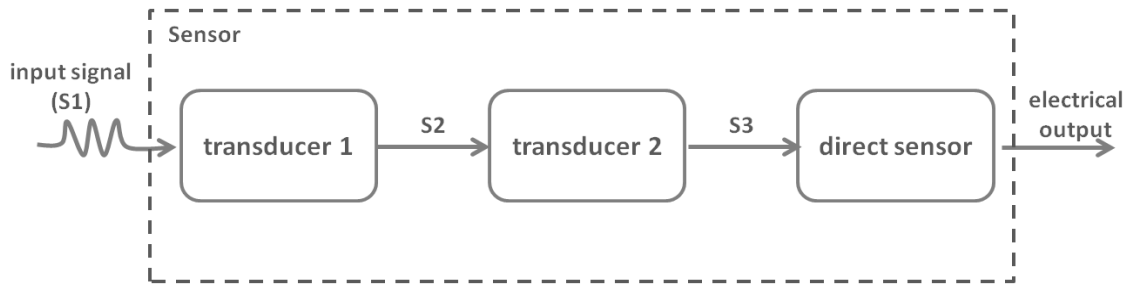 Sensor
input signal
(S1)
transducer 1
S2
transducer 2
S3
direct sensor
electrical
output